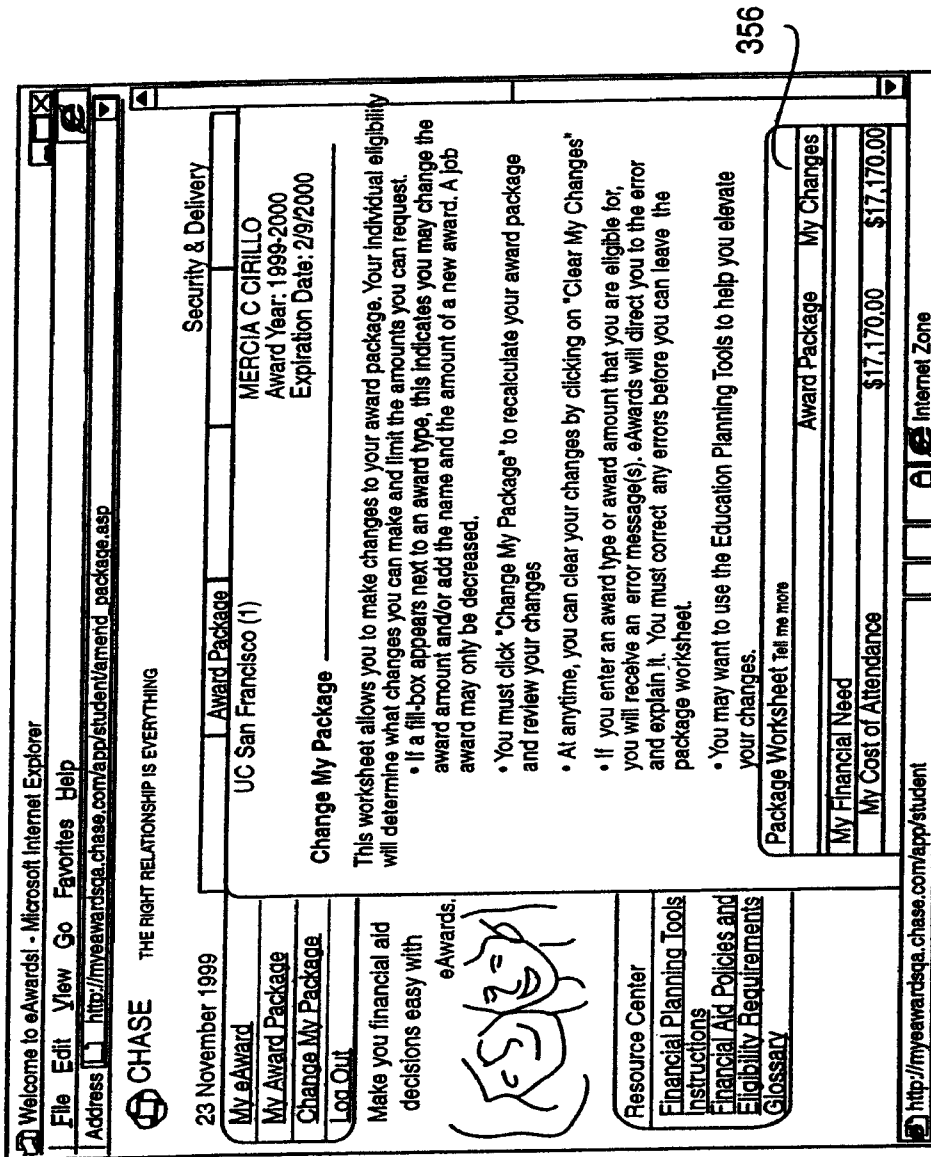 Welcome to eAwards! - Microsoft Internet Explorer
File Edit View Go Favorites Help
Address http://myeawardsqa.chase.com/app/student/amend_package.asp
CHASE THE RIGHT RELATIONSHIP IS EVERYTHING
23 November 1999
My eAward
My Award Package
Change My Package
Log Out
Make you financial aid
decisions easy with
eAwards.
Resource Center
Financial Planning Tools
Instructions
Financial Aid Policies and
Eligibility Requirements
Glossary
Award Package
Security & Delivery
UC San Francisco (1)
MERCIA C CIRILLO
Award Year: 1999-2000
Expiration Date: 2/9/2000
Change My Package
This worksheet allows you to make changes to your award package. Your individual eligibility
will determine what changes you can make and limit the amounts you can request.
• If a fill-box appears next to an award type, this indicates you may change the
award amount and/or add the name and the amount of a new award. A job
award may only be decreased.
• You must click "Change My Package" to recalculate your award package
and review your changes
• At anytime, you can clear your changes by clicking on "Clear My Changes"
• If you enter an award type or award amount that you are eligible for,
you will receive an error message(s). eAwards will direct you to the error
and explain it. You must correct any errors before you can leave the
package worksheet.
• You may want to use the Education Planning Tools to help you elevate
your changes.
Package Worksheet Tell me more
Award Package My Changes
My Financial Need
My Cost of Attendance $17,170.00 $17,170.00
356
http://myeawardsqa.chase.com/app/student
Internet Zone